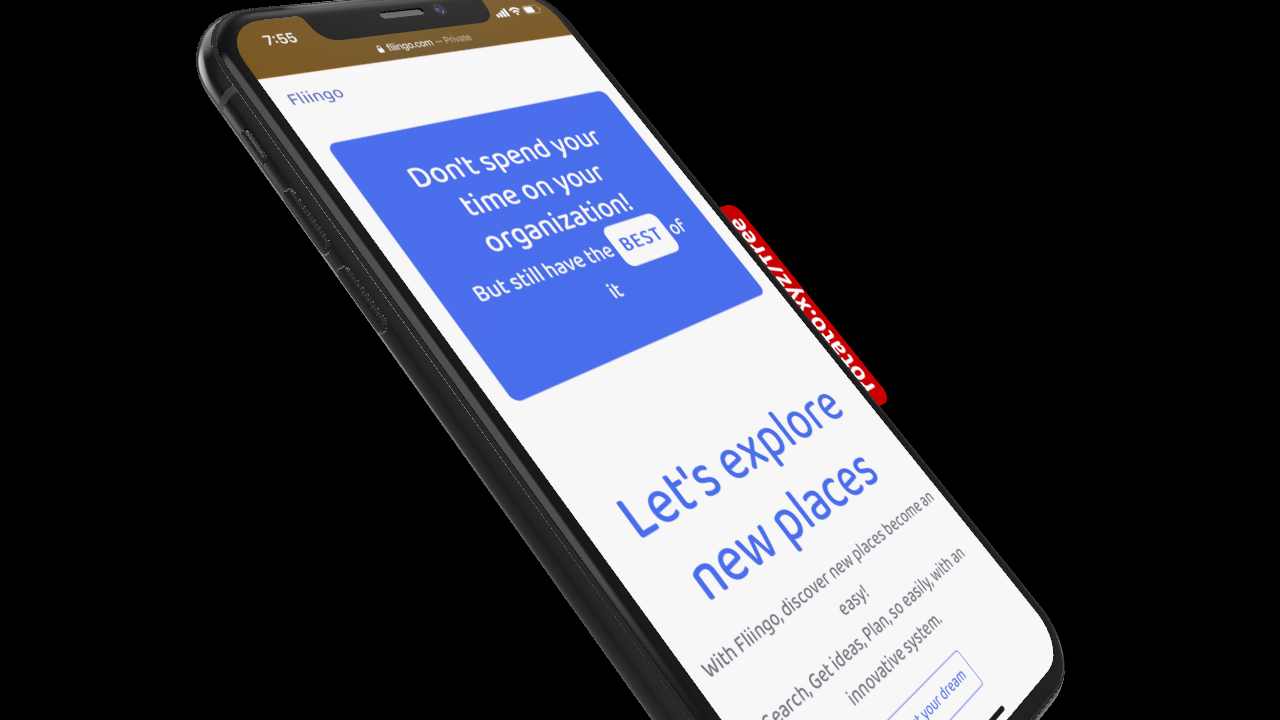 7:55
fliingo.com — Private
Fliingo
Don't spend your
time on your
organization!
But still have the BEST of
it
rotato.xyz/free
Let's explore
new places
With Fliingo, discover new places become an
easy!
Search, Get ideas, Plan, so easily, with an
innovative system.
your dream